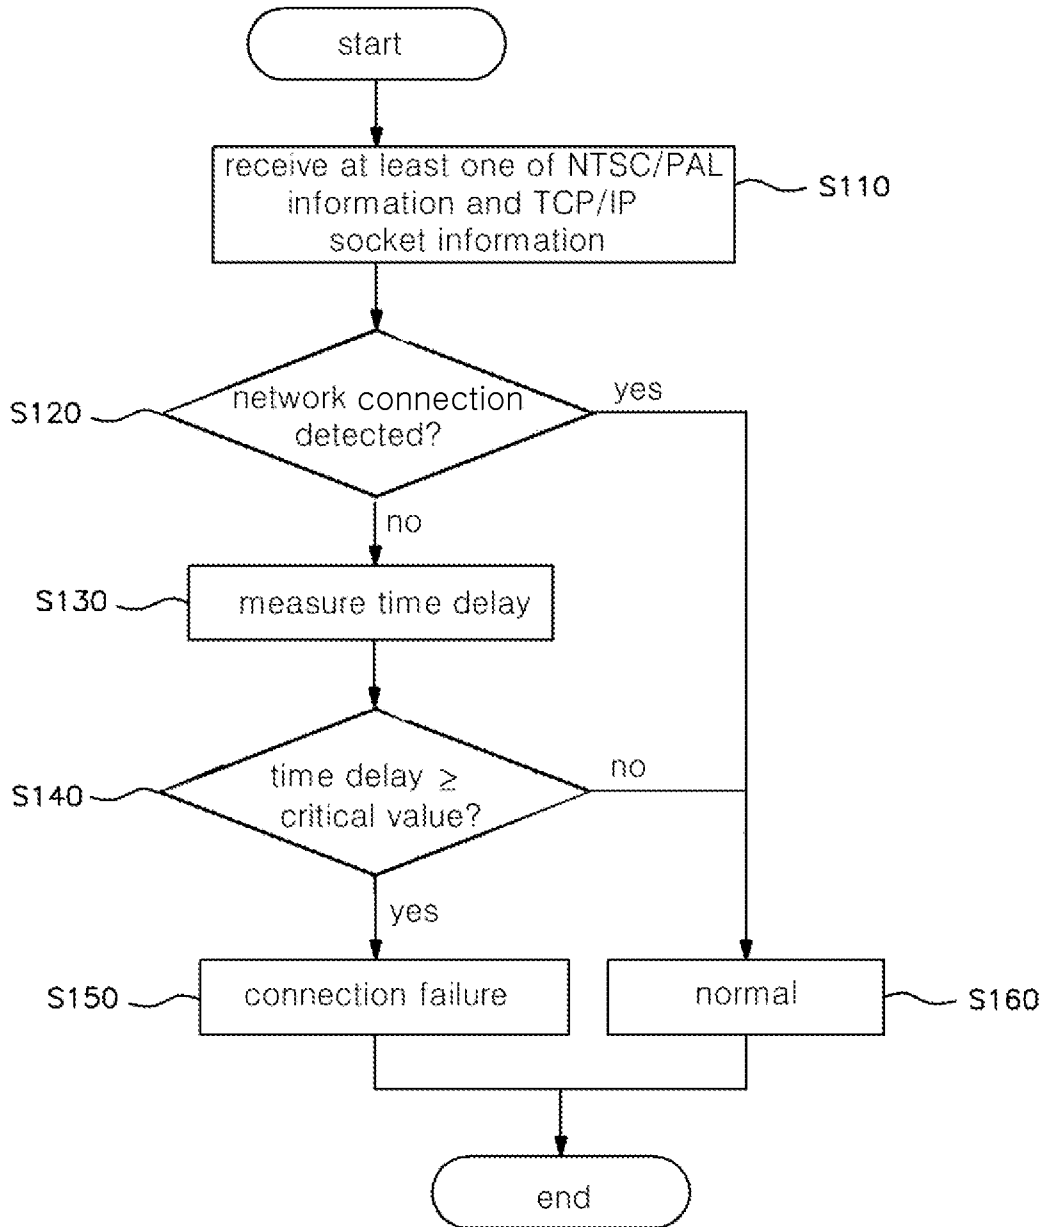 start
receive at least one of NTSC/PAL
information and TCP/IP
socket information
S110
network connection
detected?
S120
yes
no
S130
measure time delay
S140
time delay ≥
critical value?
no
yes
S150
connection failure
normal
S160
end